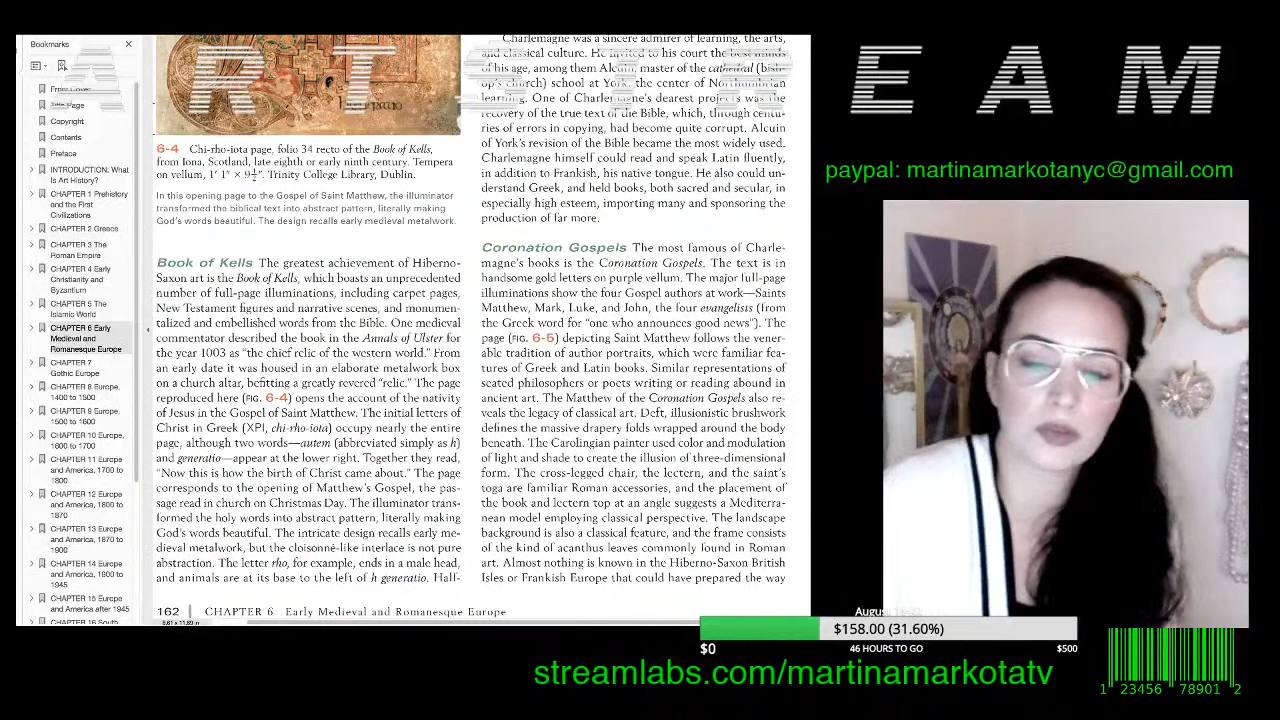 A R T S T R E A M
Bookmarks
Front Cover
Title Page
Copyright
Contents
Preface
INTRODUCTION: What
Is Art History?
CHAPTER 1 Prehistory
and the First
Civilizations
CHAPTER 2 Greece
CHAPTER 3 The
Roman Empire
CHAPTER 4 Early
Christianity and
Byzantium
CHAPTER 5 The
Islamic World
CHAPTER 6 Early
Medieval and
Romanesque Europe
CHAPTER 7
Gothic Europe
CHAPTER 8 Europe,
1400 to 1500
CHAPTER 9 Europe,
1500 to 1600
CHAPTER 10 Europe,
1600 to 1700
CHAPTER 11 Europe
and America, 1700 to
1800
CHAPTER 12 Europe
and America, 1800 to
1870
CHAPTER 13 Europe
and America, 1870 to
1900
CHAPTER 14 Europe
and America, 1900 to
1945
CHAPTER 15 Europe
and America after 1945
CHAPTER 16 South
8.61 x 11.69 in
6-4 Chi-rho-iota page, folio 34 recto of the Book of Kells,
from Iona, Scotland, late eighth or early ninth century. Tempera
on vellum, 1' 1" × 9 1/2". Trinity College Library, Dublin.
In this opening page to the Gospel of Saint Matthew, the illuminator
transformed the biblical text into abstract pattern, literally making
God's words beautiful. The design recalls early medieval metalwork.
Book of Kells The greatest achievement of Hiberno-
Saxon art is the Book of Kells, which boasts an unprecedented
number of full-page illuminations, including carpet pages,
New Testament figures and narrative scenes, and monumen-
talized and embellished words from the Bible. One medieval
commentator described the book in the Annals of Ulster for
the year 1003 as "the chief relic of the western world." From
an early date it was housed in an elaborate metalwork box
on a church altar, befitting a greatly revered "relic." The page
reproduced here (FIG. 6-4) opens the account of the nativity
of Jesus in the Gospel of Saint Matthew. The initial letters of
Christ in Greek (XPI, chi-rho-iota) occupy nearly the entire
page, although two words—autem (abbreviated simply as h)
and generatio—appear at the lower right. Together they read,
"Now this is how the birth of Christ came about." The page
corresponds to the opening of Matthew's Gospel, the pas-
sage read in church on Christmas Day. The illuminator trans-
formed the holy words into abstract pattern, literally making
God's words beautiful. The intricate design recalls early me-
dieval metalwork, but the cloisonné-like interlace is not pure
abstraction. The letter rho, for example, ends in a male head,
and animals are at its base to the left of h generatio. Half-
162 | CHAPTER 6 Early Medieval and Romanesque Europe
Charlemagne was a sincere admirer of learning, the arts,
and classical culture. He invited to his court the best minds
of his age, among them Alcuin, master of the cathedral (bish-
op's church) school at York, the center of Northumbrian
learning. One of Charlemagne's dearest projects was the
recovery of the true text of the Bible, which, through centu-
ries of errors in copying, had become quite corrupt. Alcuin
of York's revision of the Bible became the most widely used.
Charlemagne himself could read and speak Latin fluently,
in addition to Frankish, his native tongue. He also could un-
derstand Greek, and held books, both sacred and secular, in
especially high esteem, importing many and sponsoring the
production of far more.
Coronation Gospels The most famous of Charle-
magne's books is the Coronation Gospels. The text is in
handsome gold letters on purple vellum. The major full-page
illuminations show the four Gospel authors at work—Saints
Matthew, Mark, Luke, and John, the four evangelists (from
the Greek word for "one who announces good news"). The
page (FIG. 6-5) depicting Saint Matthew follows the vener-
able tradition of author portraits, which were familiar fea-
tures of Greek and Latin books. Similar representations of
seated philosophers or poets writing or reading abound in
ancient art. The Matthew of the Coronation Gospels also re-
veals the legacy of classical art. Deft, illusionistic brushwork
defines the massive drapery folds wrapped around the body
beneath. The Carolingian painter used color and modulation
of light and shade to create the illusion of three-dimensional
form. The cross-legged chair, the lectern, and the saint's
toga are familiar Roman accessories, and the placement of
the book and lectern top at an angle suggests a Mediterra-
nean model employing classical perspective. The landscape
background is also a classical feature, and the frame consists
of the kind of acanthus leaves commonly found in Roman
art. Almost nothing is known in the Hiberno-Saxon British
Isles or Frankish Europe that could have prepared the way
paypal: martinamarkotanyc@gmail.com
August
$158.00 (31.60%)
$0
46 HOURS TO GO
$500
streamlabs.com/martinamarkotatv
1 23456 78901 2